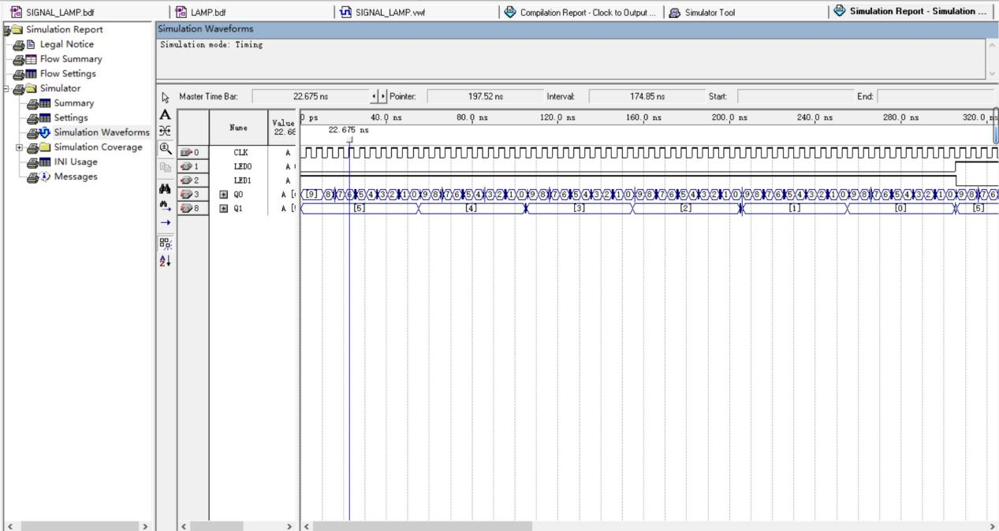 SIGNAL_LAMP.bdf
LAMP.bdf
SIGNAL_LAMP.vwf
Compilation Report - Clock to Output ...
Simulator Tool
Simulation Report - Simulation ...
Simulation Report
Legal Notice
Flow Summary
Flow Settings
Simulator
Summary
Settings
Simulation Waveforms
Simulation Coverage
INI Usage
Messages
Simulation Waveforms
Simulation mode: Timing
Master Time Bar: 22.675 ns Pointer: 197.52 ns Interval: 174.85 ns Start: End:
Name Value
22.68
0 ps 40.0 ns 80.0 ns 120.0 ns 160.0 ns 200.0 ns 240.0 ns 280.0 ns 320.0 ns
22.675 ns
0 CLK A
1 LED0 A
2 LED1 A
3 Q0 A [ [9] 8 7 6 5 4 3 2 1 0 9 8 7 6 5 4 3 2 1 0 9 8 7 6 5 4 3 2 1 0 9 8 7 6 5 4 3 2 1 0 9 8 7 6 5 4 3 2 1 0 9 8 7 6 5 4 3 2 1 0 9 8 7 6
8 Q1 A [ [5] [4] [3] [2] [1] [0] [5]